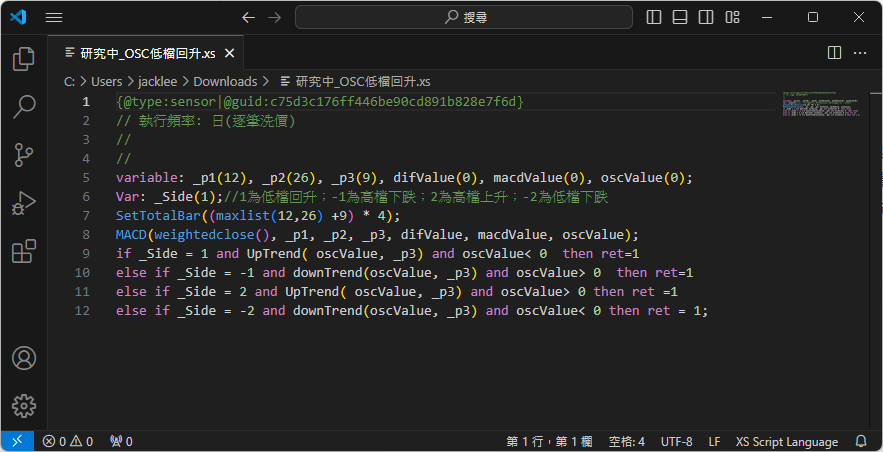 搜尋
研究中_OSC低檔回升.xs
C: > Users > jacklee > Downloads > 研究中_OSC低檔回升.xs
1 {@type:sensor|@guid:c75d3c176ff446be90cd891b828e7f6d}
2 // 執行頻率: 日(逐筆洗價)
3 //
4 //
5 variable: _p1(12), _p2(26), _p3(9), difValue(0), macdValue(0), oscValue(0);
6 Var: _Side(1);//1為低檔回升；-1為高檔下跌；2為高檔上升；-2為低檔下跌
7 SetTotalBar((maxlist(12,26) +9) * 4);
8 MACD(weightedclose(), _p1, _p2, _p3, difValue, macdValue, oscValue);
9 if _Side = 1 and UpTrend( oscValue, _p3) and oscValue< 0  then ret=1
10 else if _Side = -1 and downTrend(oscValue, _p3) and oscValue> 0  then ret=1
11 else if _Side = 2 and UpTrend( oscValue, _p3) and oscValue> 0 then ret =1
12 else if _Side = -2 and downTrend(oscValue, _p3) and oscValue< 0 then ret = 1;
0 0 0 第 1 行，第 1 欄 空格: 4 UTF-8 LF XS Script Language